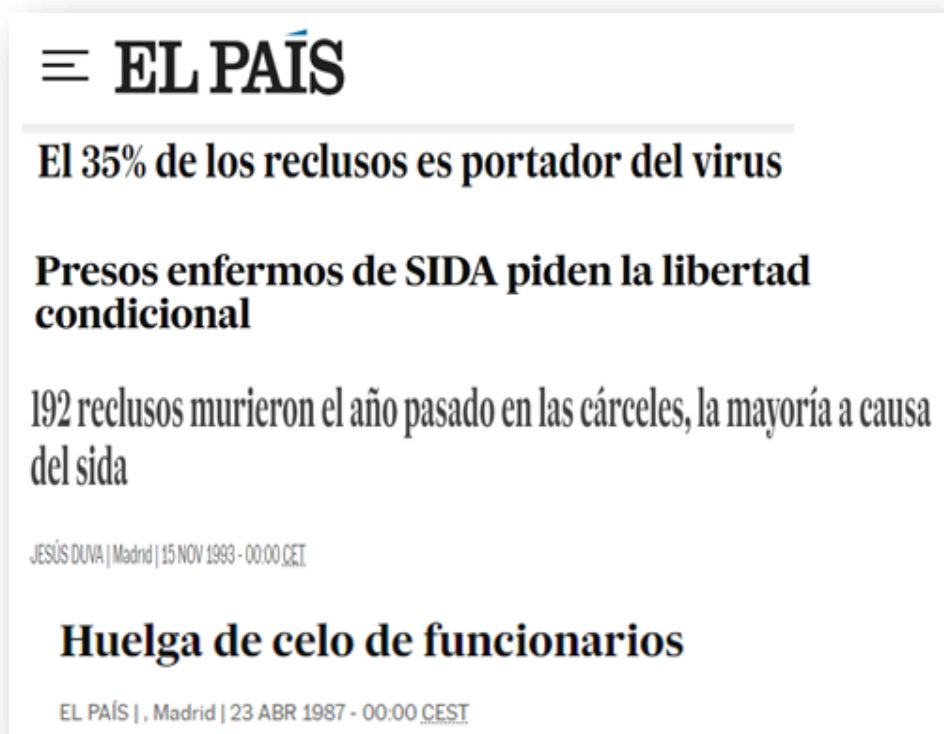 EL PAÍS
El 35% de los reclusos es portador del virus
Presos enfermos de SIDA piden la libertad
condicional
192 reclusos murieron el año pasado en las cárceles, la mayoría a causa
del sida
JESÚS DUVA | Madrid | 15 NOV 1993 - 00:00 CET
Huelga de celo de funcionarios
EL PAÍS | . Madrid | 23 ABR 1987 - 00:00 CEST